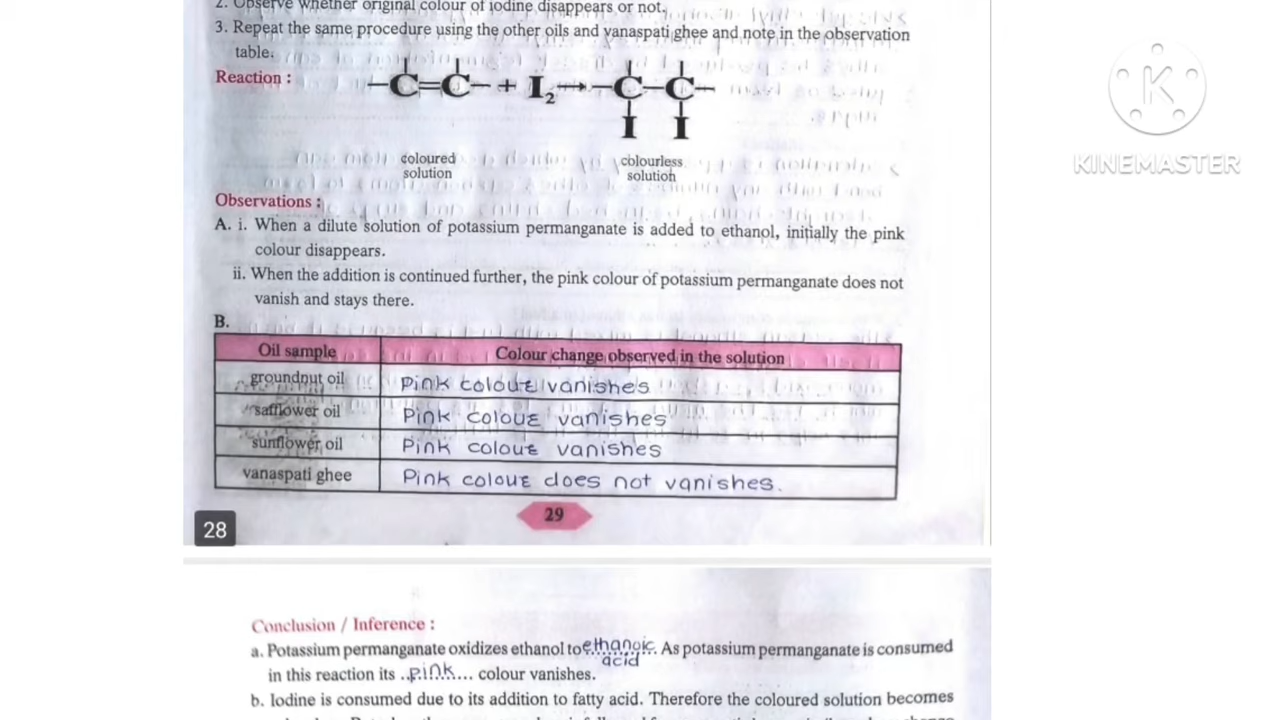 2. Observe whether original colour of iodine disappears or not.
3. Repeat the same procedure using the other oils and vanaspati ghee and note in the observation
table.
Reaction : —C=C— + I₂ → —C—C—
I I
coloured solution
colourless solution
Observations :
A. i. When a dilute solution of potassium permanganate is added to ethanol, initially the pink
colour disappears.
ii. When the addition is continued further, the pink colour of potassium permanganate does not
vanish and stays there.
B.
Oil sample Colour change observed in the solution
groundnut oil Pink colour vanishes
safflower oil Pink colour vanishes
sunflower oil Pink colour vanishes
vanaspati ghee Pink colour does not vanishes.
29
28
Conclusion / Inference :
a. Potassium permanganate oxidizes ethanol to ethanoic acid. As potassium permanganate is consumed
in this reaction its ..pink... colour vanishes.
b. Iodine is consumed due to its addition to fatty acid. Therefore the coloured solution becomes
K
KINEMASTER